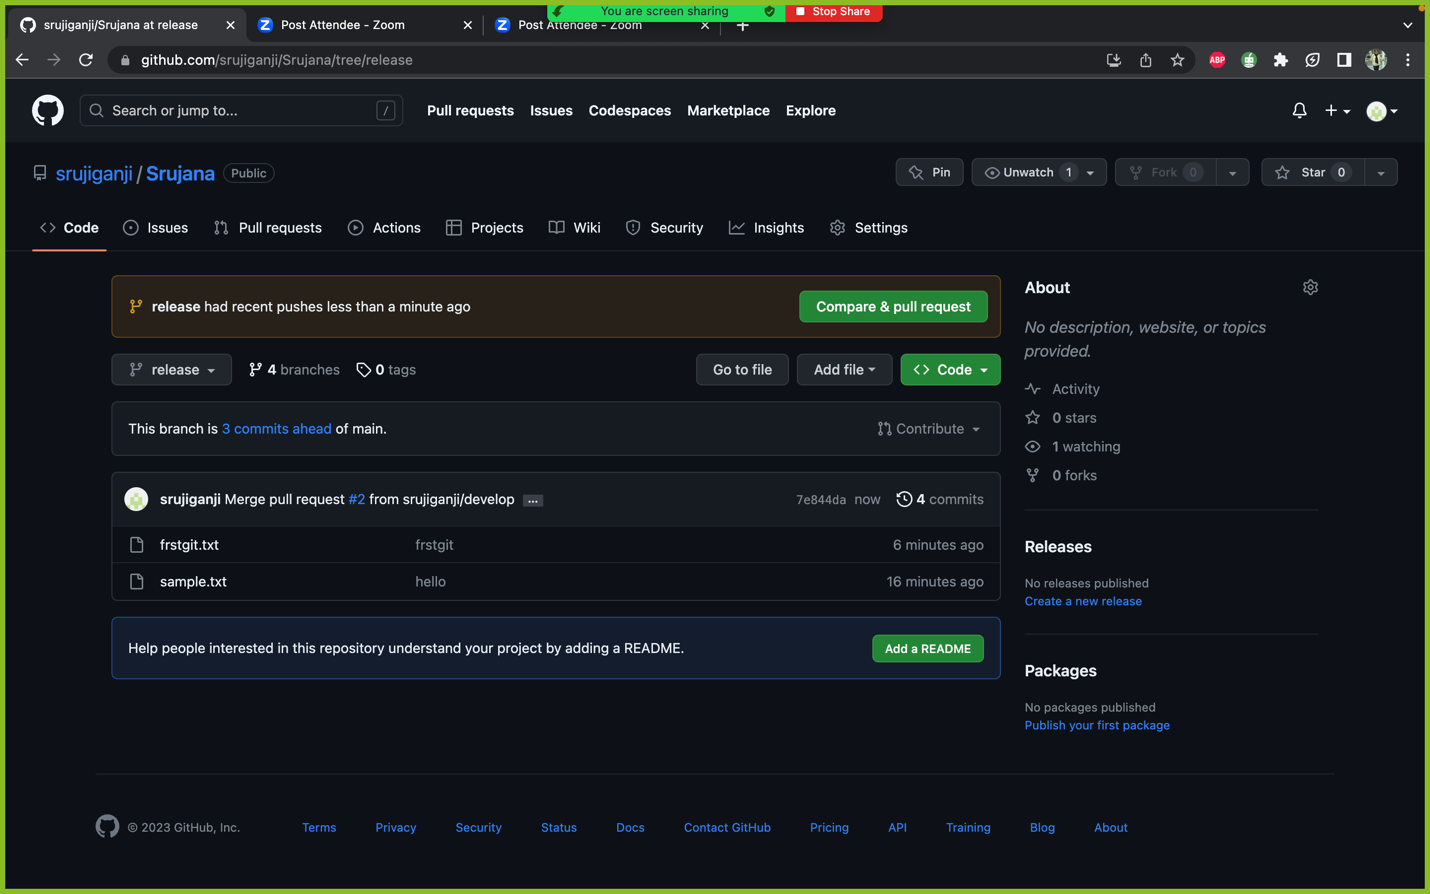 srujiganji/Srujana at release
Post Attendee - Zoom
Post Attendee - Zoom
You are screen sharing
Stop Share
github.com/srujiganji/Srujana/tree/release
ABP
Search or jump to...
/
Pull requests
Issues
Codespaces
Marketplace
Explore
srujiganji / Srujana
Public
Pin
Unwatch 1
Fork 0
Star 0
Code
Issues
Pull requests
Actions
Projects
Wiki
Security
Insights
Settings
release had recent pushes less than a minute ago
Compare & pull request
release
4 branches
0 tags
Go to file
Add file
Code
This branch is 3 commits ahead of main.
Contribute
srujiganji Merge pull request #2 from srujiganji/develop ...
7e844da now
4 commits
frstgit.txt
frstgit
6 minutes ago
sample.txt
hello
16 minutes ago
Help people interested in this repository understand your project by adding a README.
Add a README
About
No description, website, or topics
provided.
Activity
0 stars
1 watching
0 forks
Releases
No releases published
Create a new release
Packages
No packages published
Publish your first package
© 2023 GitHub, Inc.
Terms
Privacy
Security
Status
Docs
Contact GitHub
Pricing
API
Training
Blog
About